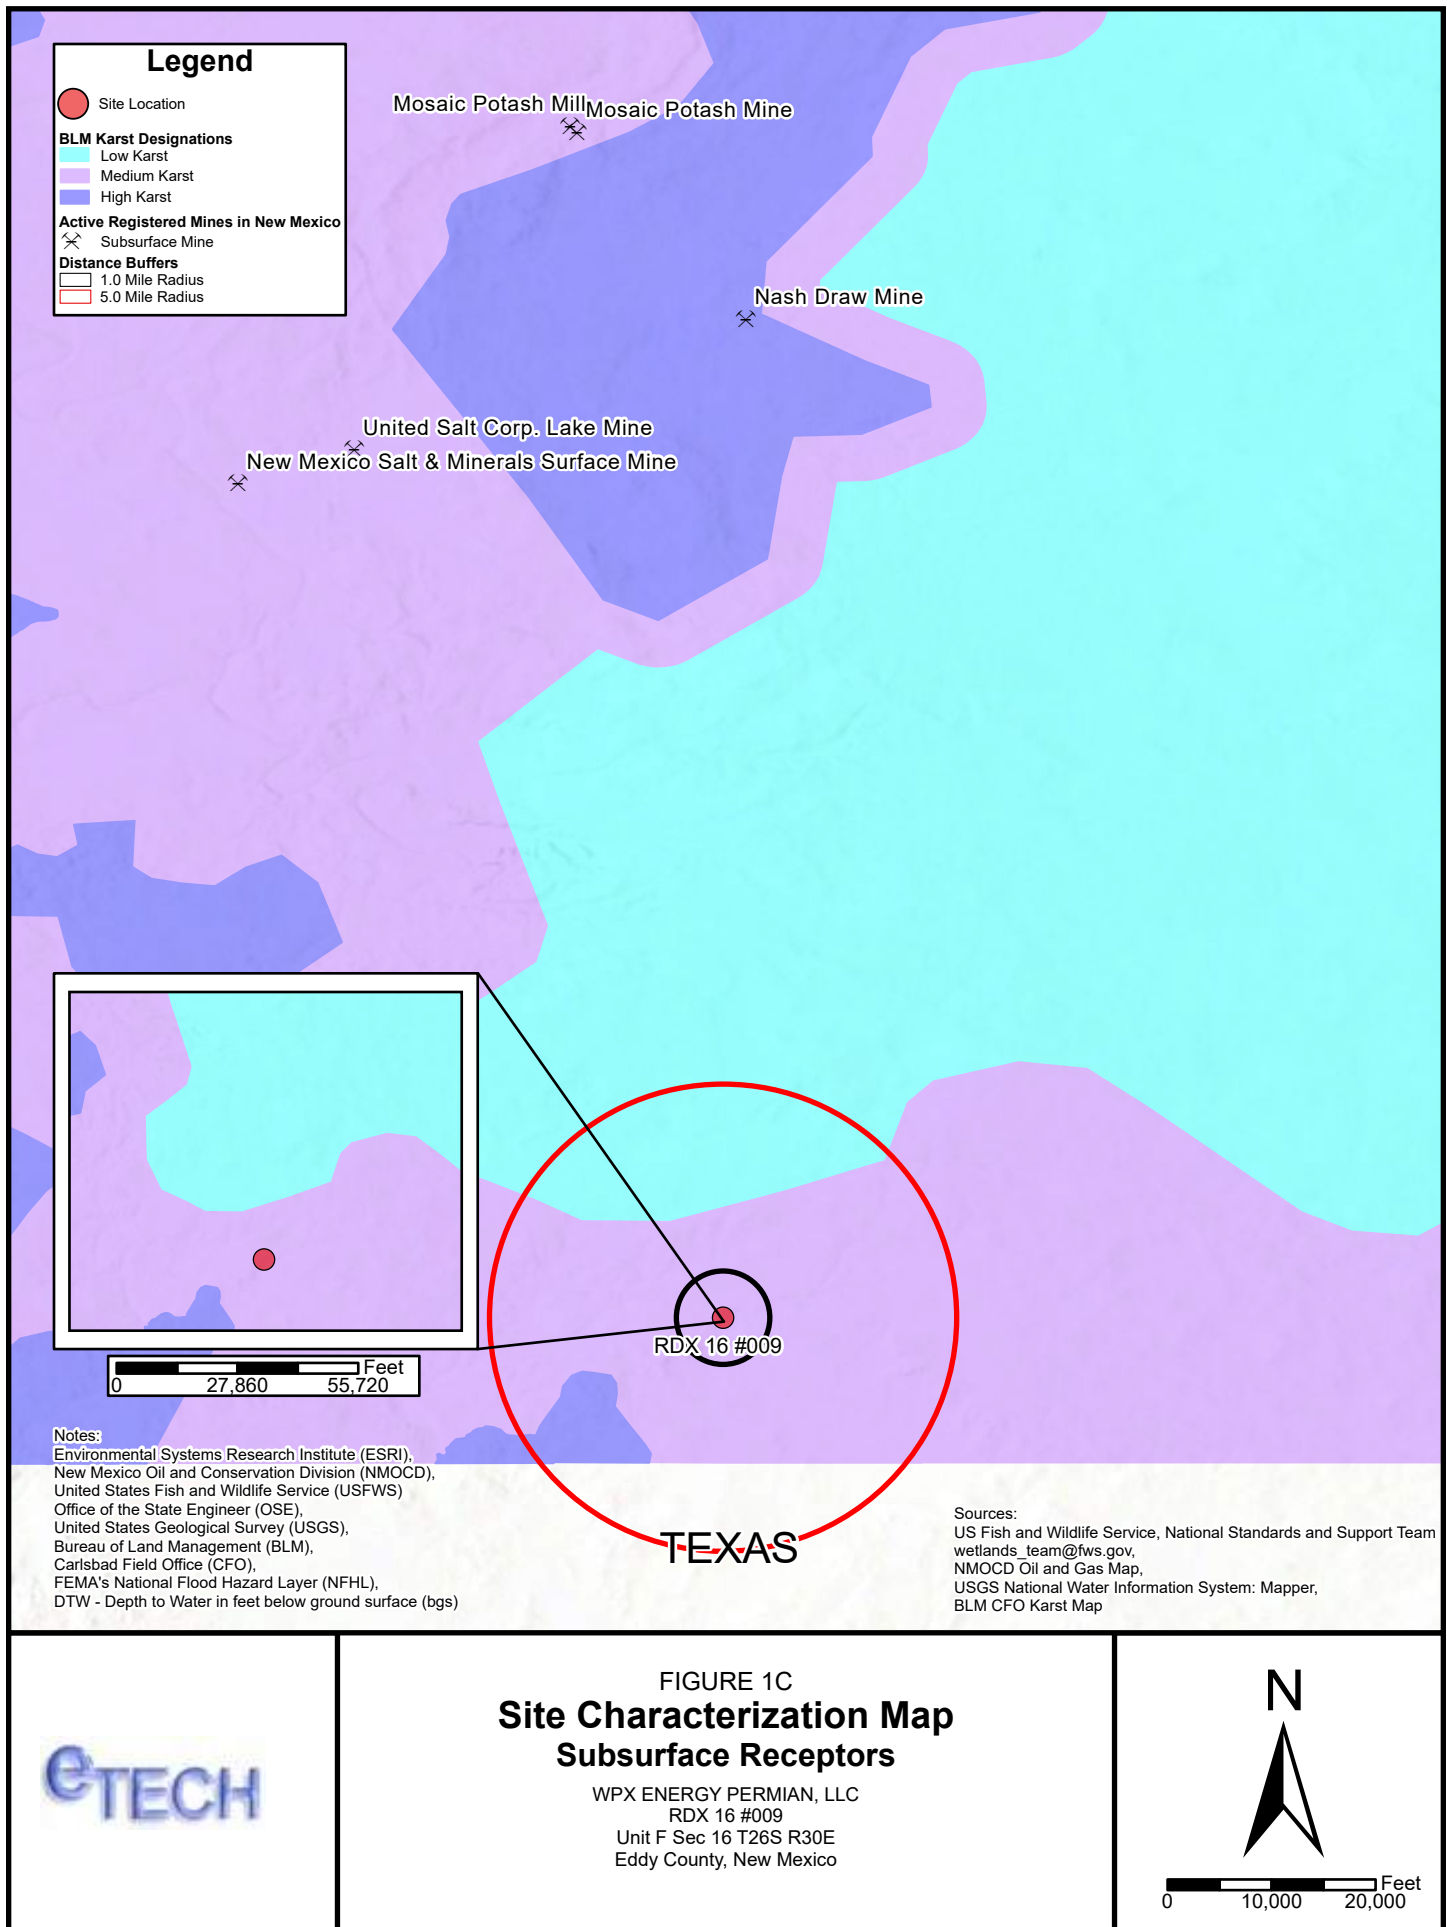 Legend
Site Location
BLM Karst Designations
Low Karst
Medium Karst
High Karst
Active Registered Mines in New Mexico
Subsurface Mine
Distance Buffers
1.0 Mile Radius
5.0 Mile Radius
Mosaic Potash Mill
Mosaic Potash Mine
Nash Draw Mine
United Salt Corp. Lake Mine
New Mexico Salt & Minerals Surface Mine
RDX 16 #009
Feet
0 27,860 55,720
TEXAS
Notes:
Environmental Systems Research Institute (ESRI),
New Mexico Oil and Conservation Division (NMOCD),
United States Fish and Wildlife Service (USFWS)
Office of the State Engineer (OSE),
United States Geological Survey (USGS),
Bureau of Land Management (BLM),
Carlsbad Field Office (CFO),
FEMA's National Flood Hazard Layer (NFHL),
DTW - Depth to Water in feet below ground surface (bgs)
Sources:
US Fish and Wildlife Service, National Standards and Support Team
wetlands_team@fws.gov,
NMOCD Oil and Gas Map,
USGS National Water Information System: Mapper,
BLM CFO Karst Map
eTECH
FIGURE 1C
Site Characterization Map
Subsurface Receptors
WPX ENERGY PERMIAN, LLC
RDX 16 #009
Unit F Sec 16 T26S R30E
Eddy County, New Mexico
N
Feet
0 10,000 20,000